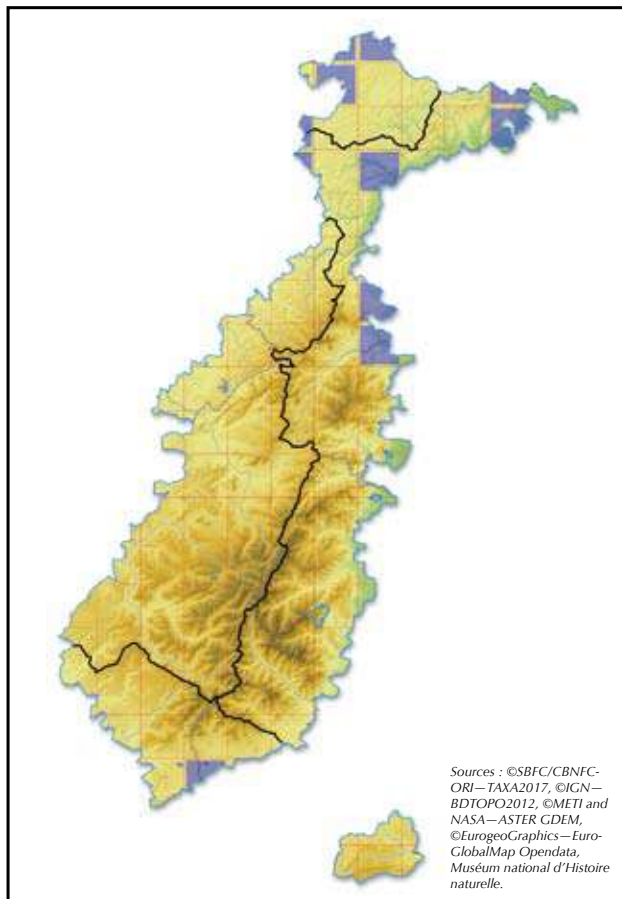 Sources : ©SBFC/CBNFC-
ORI—TAXA2017, ©IGN—
BDTOPO2012, ©METI and
NASA—ASTER GDEM,
©EurogeoGraphics—Euro-
GlobalMap Opendata,
Muséum national d'Histoire
naturelle.